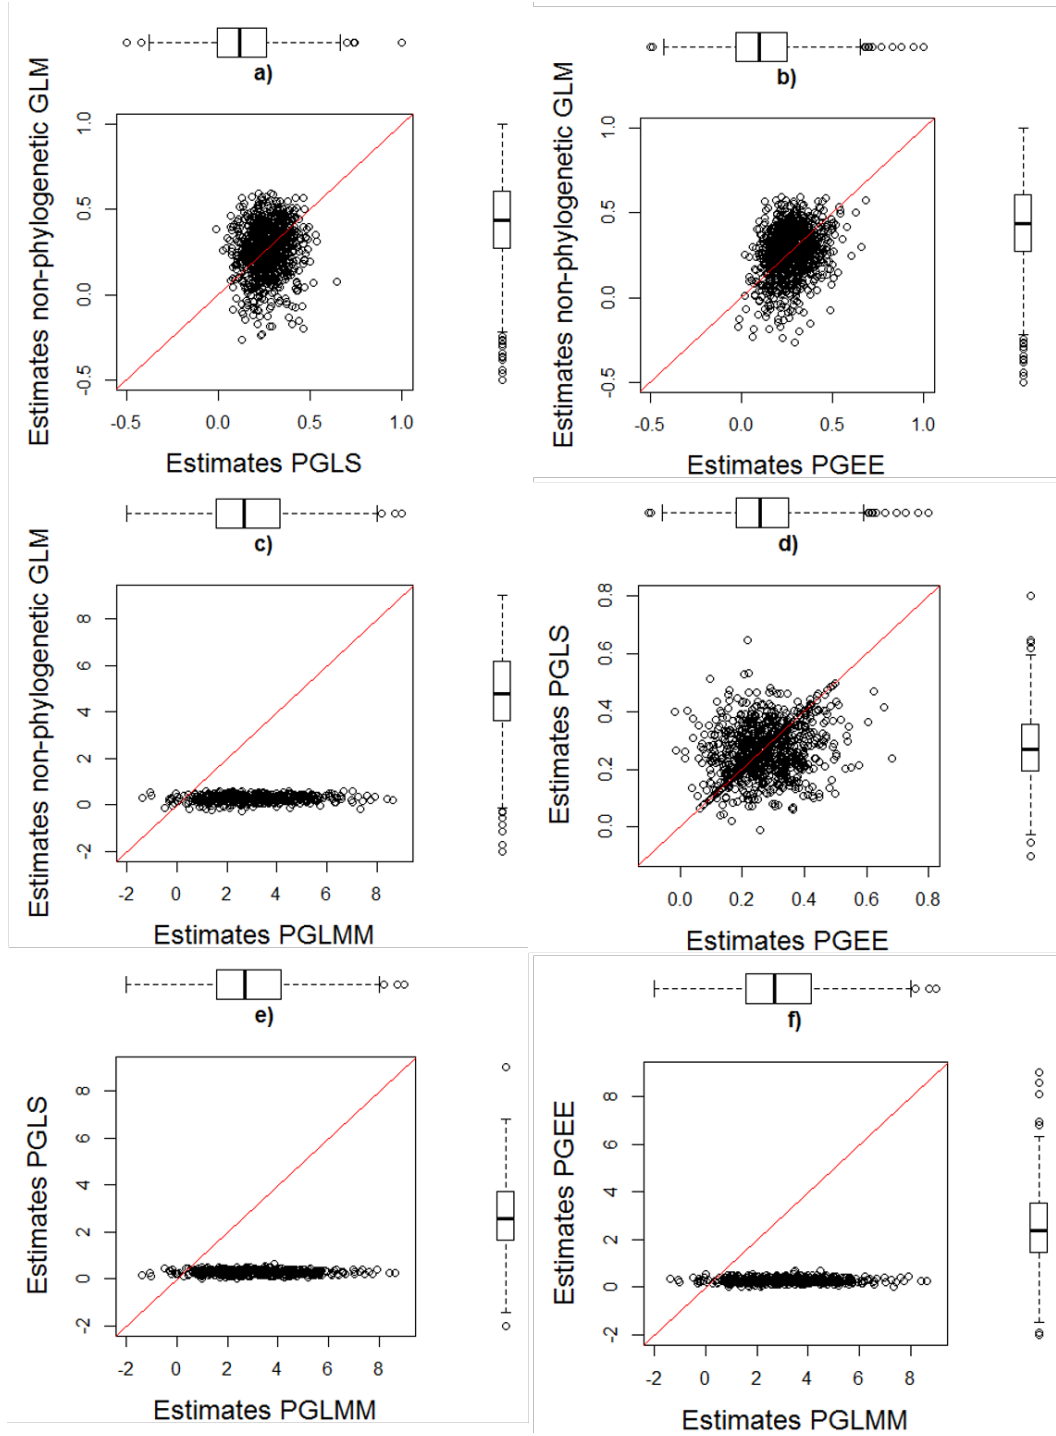 a)
Estimates non-phylogenetic GLM
1.0
0.5
0.0
-0.5
-0.5 0.0 0.5 1.0
Estimates PGLS
b)
Estimates non-phylogenetic GLM
1.0
0.5
0.0
-0.5
-0.5 0.0 0.5 1.0
Estimates PGEE
c)
Estimates non-phylogenetic GLM
8
6
4
2
0
-2
-2 0 2 4 6 8
Estimates PGLMM
d)
Estimates PGLS
0.8
0.6
0.4
0.2
0.0
0.0 0.2 0.4 0.6 0.8
Estimates PGEE
e)
Estimates PGLS
8
6
4
2
0
-2
-2 0 2 4 6 8
Estimates PGLMM
f)
Estimates PGEE
8
6
4
2
0
-2
-2 0 2 4 6 8
Estimates PGLMM